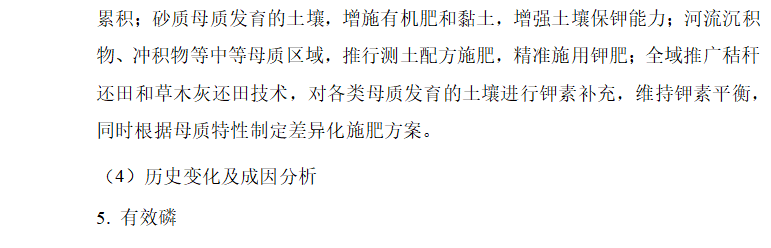 累积；砂质母质发育的土壤，增施有机肥和黏土，增强土壤保钾能力；河流沉积
物、冲积物等中等母质区域，推行测土配方施肥，精准施用钾肥；全域推广秸秆
还田和草木灰还田技术，对各类母质发育的土壤进行钾素补充，维持钾素平衡，
同时根据母质特性制定差异化施肥方案。
（4）历史变化及成因分析
5. 有效磷